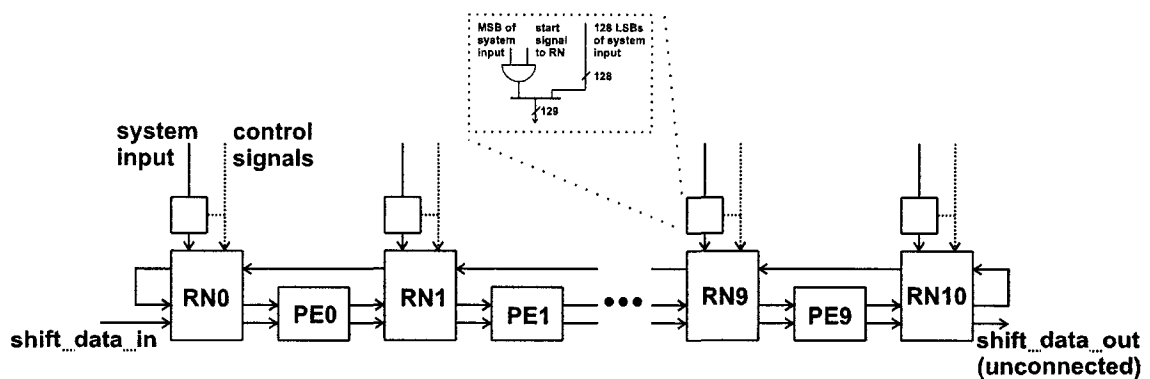 MSB of start 128 LSBs
system signal of system
input to RN input
128
129
system control
input signals
RN0 RN1 RN9 RN10
PE0 PE1 PE9
shift_data_in shift_data_out
(unconnected)